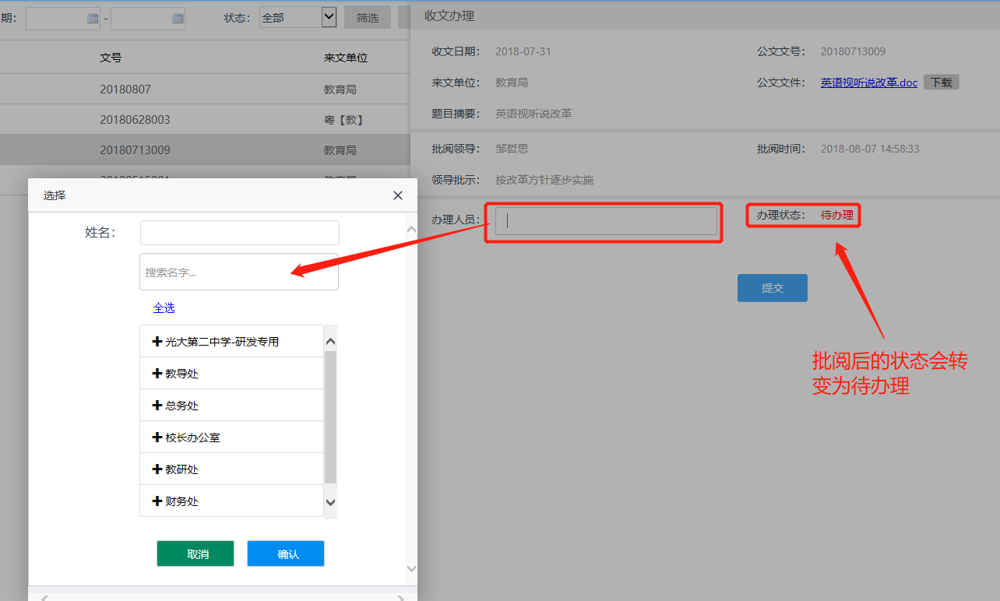 期： - 状态： 全部 筛选
文号 来文单位
20180807 教育局
20180628003 粤【教】
20180713009 教育局
收文办理
收文日期： 2018-07-31 公文文号： 20180713009
来文单位： 教育局 公文文件： 英语视听说改革.doc 下载
题目摘要： 英语视听说改革
批阅领导： 邹哲思 批阅时间： 2018-08-07 14:58:33
领导批示： 按改革方针逐步实施
办理人员： 办理状态： 待办理
提交
批阅后的状态会转
变为待办理
选择
姓名：
搜索名字...
全选
光大第二中学-研发专用
教导处
总务处
校长办公室
教研处
财务处
取消 确认